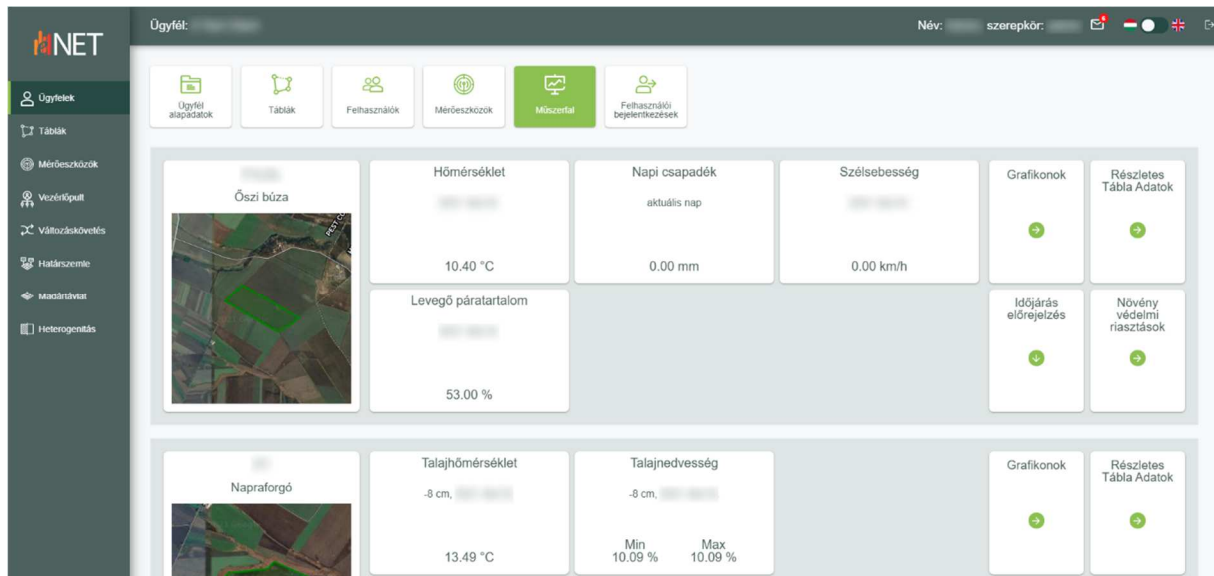 NET
Ügyfél:
Név:
szerepkör:
Ügyfelek
Táblák
Mérőeszközök
Vezérlőpult
Változáskövetés
Határszemle
Madártávlat
Heterogenitás
Ügyfél
alapadatok
Táblák
Felhasználók
Mérőeszközök
Műszerfal
Felhasználói
bejelentkezések
Őszi búza
PEST CO
Hőmérséklet
10.40 °C
Napi csapadék
aktuális nap
0.00 mm
Szélsebesség
0.00 km/h
Grafikonok
Részletes
Tábla Adatok
Levegő páratartalom
53.00 %
Időjárás
előrejelzés
Növény
védelmi
riasztások
Napraforgó
Talajhőmérséklet
-8 cm,
13.49 °C
Talajnedvesség
-8 cm,
Min Max
10.09 % 10.09 %
Grafikonok
Részletes
Tábla Adatok